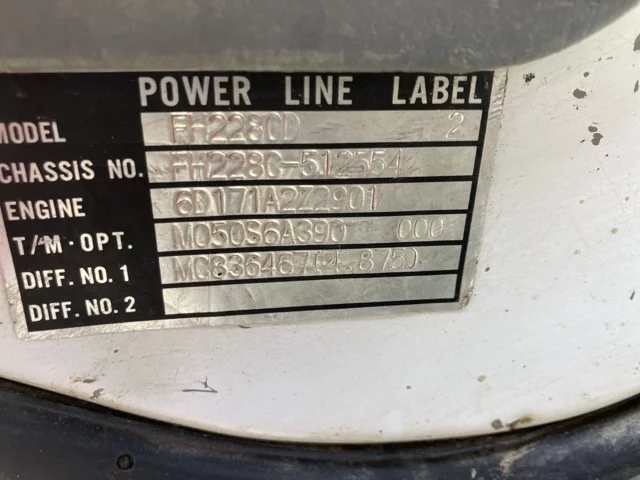 POWER LINE LABEL
MODEL FH228CD 2
CHASSIS NO. FH228C-512554
ENGINE 6D171A2Z2901
T/M·OPT. M050S6A390 000
DIFF. NO. 1 MC836467(4.875)
DIFF. NO. 2